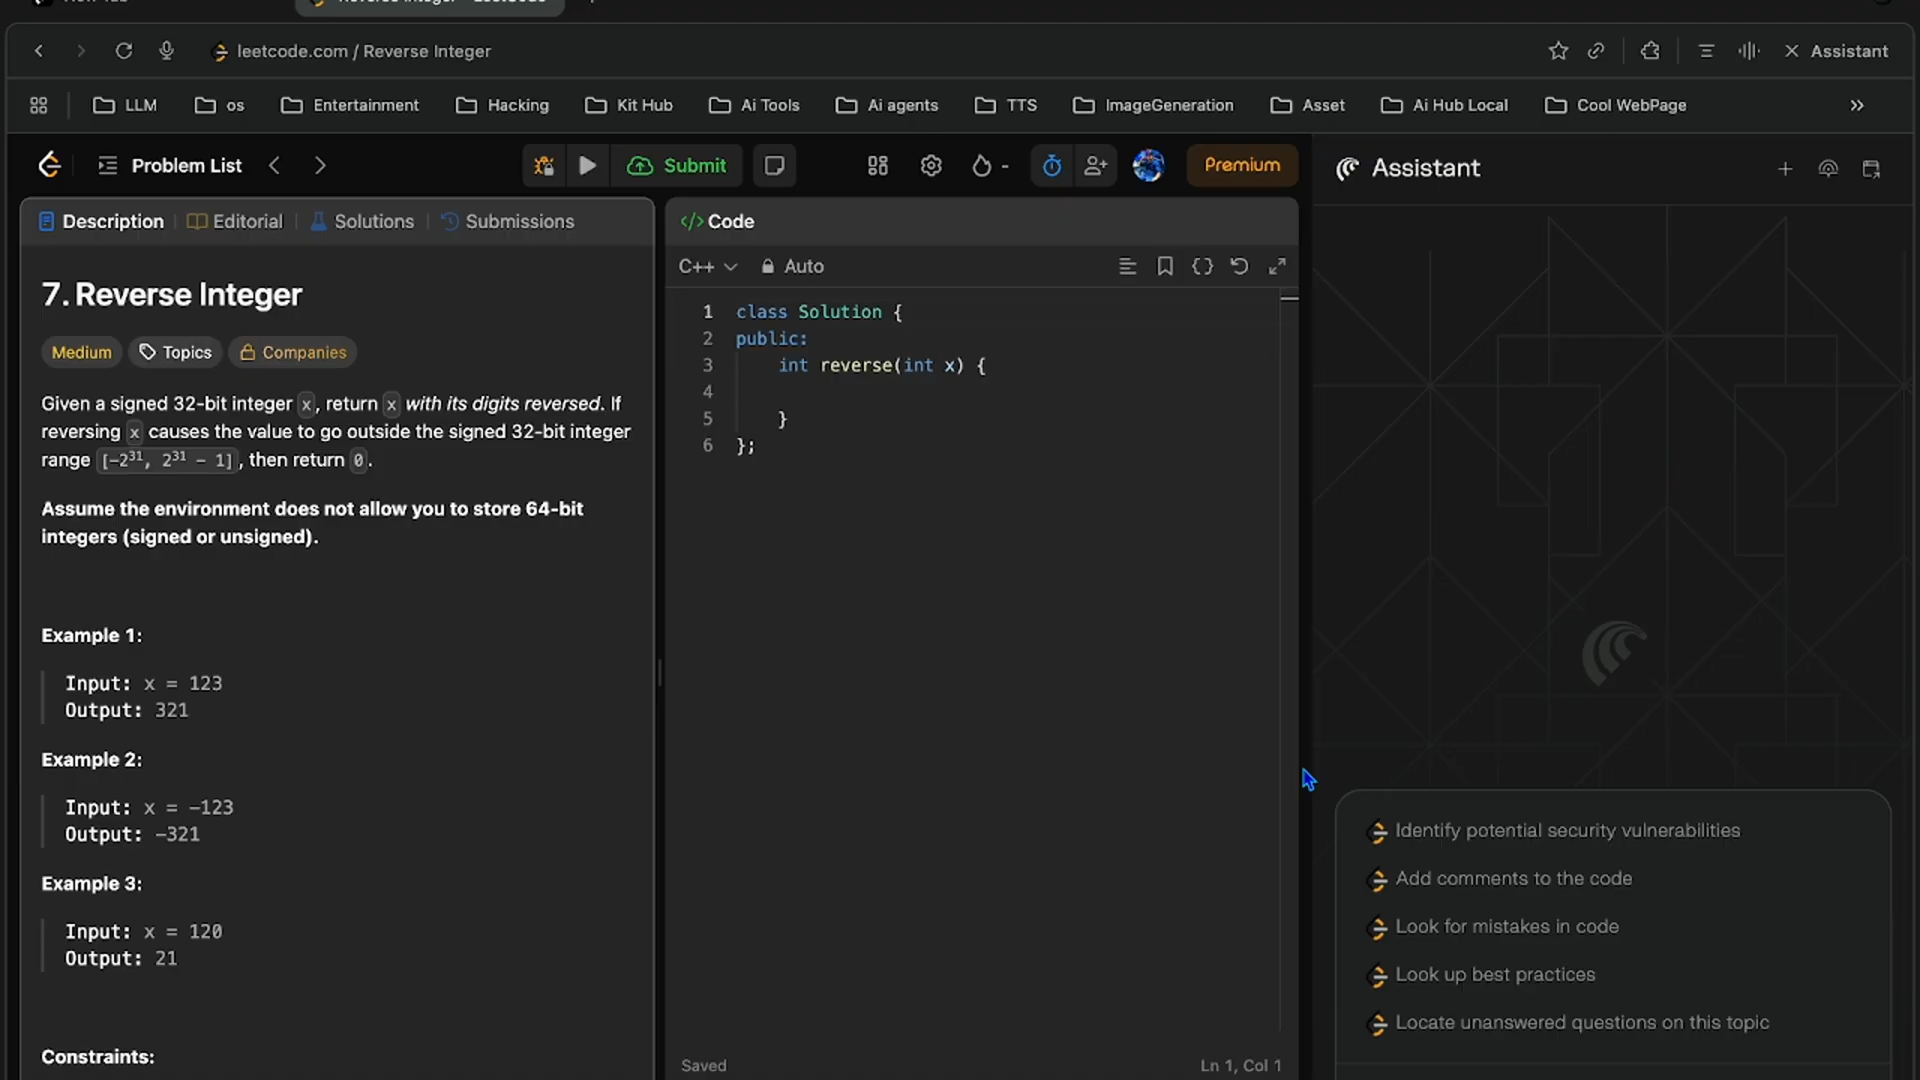 leetcode.com / Reverse Integer
Assistant
LLM
os
Entertainment
Hacking
Kit Hub
Ai Tools
Ai agents
TTS
ImageGeneration
Asset
Ai Hub Local
Cool WebPage
Problem List
Submit
-
Premium
Assistant
Description
Editorial
Solutions
Submissions
7. Reverse Integer
Medium
Topics
Companies
Given a signed 32-bit integer x, return x with its digits reversed. If
reversing x causes the value to go outside the signed 32-bit integer
range [-2³¹, 2³¹ - 1], then return 0.
Assume the environment does not allow you to store 64-bit
integers (signed or unsigned).
Example 1:
Input: x = 123
Output: 321
Example 2:
Input: x = -123
Output: -321
Example 3:
Input: x = 120
Output: 21
Constraints:
</> Code
C++
Auto
1 class Solution {
2 public:
3 int reverse(int x) {
4
5 }
6 };
Saved
Ln 1, Col 1
Identify potential security vulnerabilities
Add comments to the code
Look for mistakes in code
Look up best practices
Locate unanswered questions on this topic